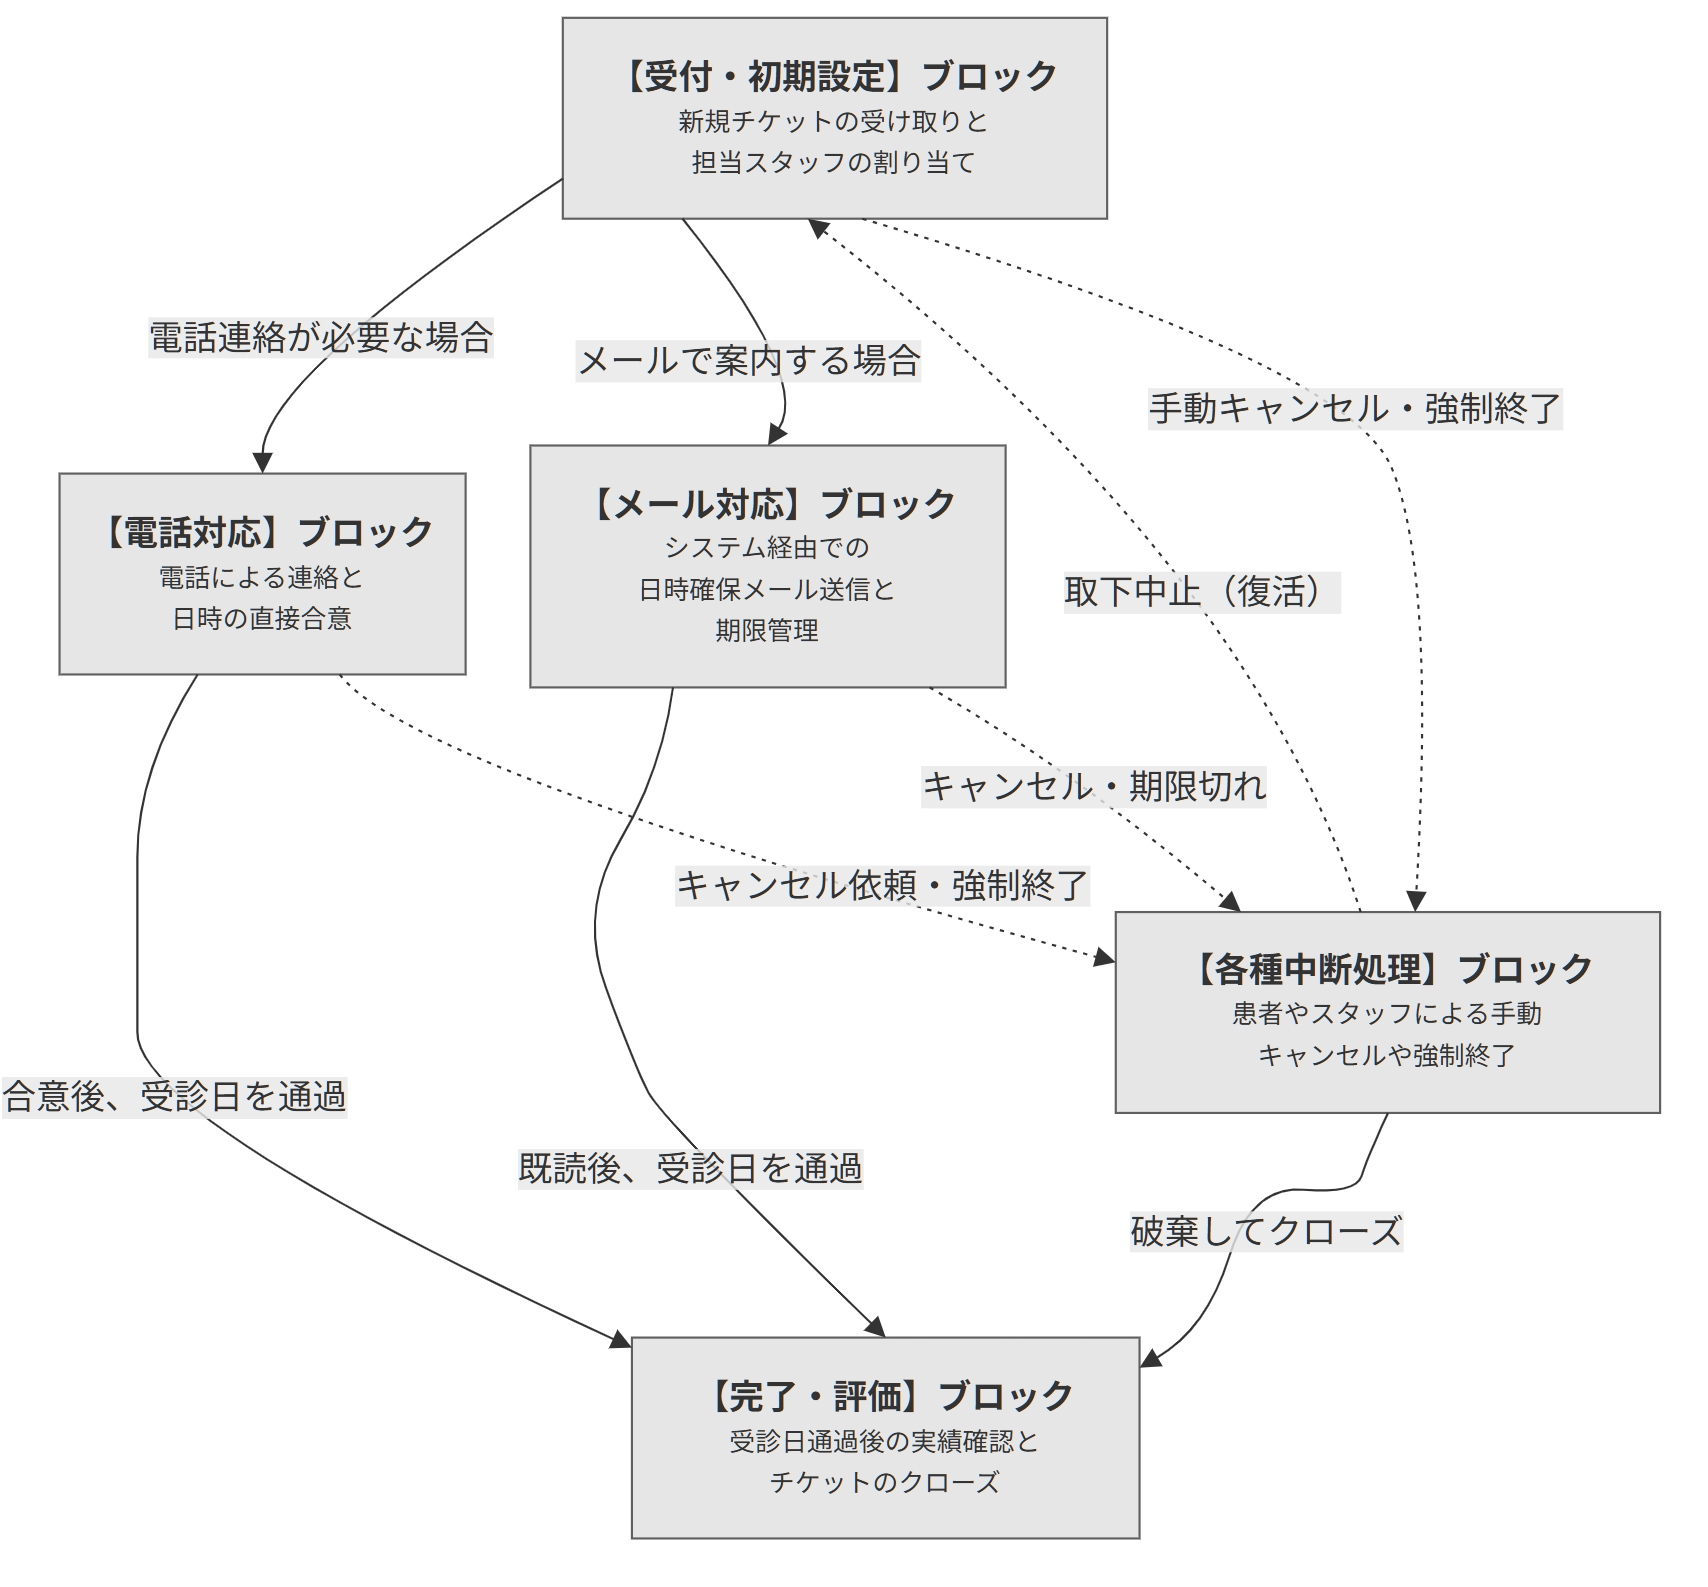 【受付・初期設定】ブロック
新規チケットの受け取りと
担当スタッフの割り当て
電話連絡が必要な場合
メールで案内する場合
手動キャンセル・強制終了
【電話対応】ブロック
電話による連絡と
日時の直接合意
【メール対応】ブロック
システム経由での
日時確保メール送信と
期限管理
取下中止（復活）
キャンセル・期限切れ
キャンセル依頼・強制終了
【各種中断処理】ブロック
患者やスタッフによる手動
キャンセルや強制終了
合意後、受診日を通過
既読後、受診日を通過
破棄してクローズ
【完了・評価】ブロック
受診日通過後の実績確認と
チケットのクローズ